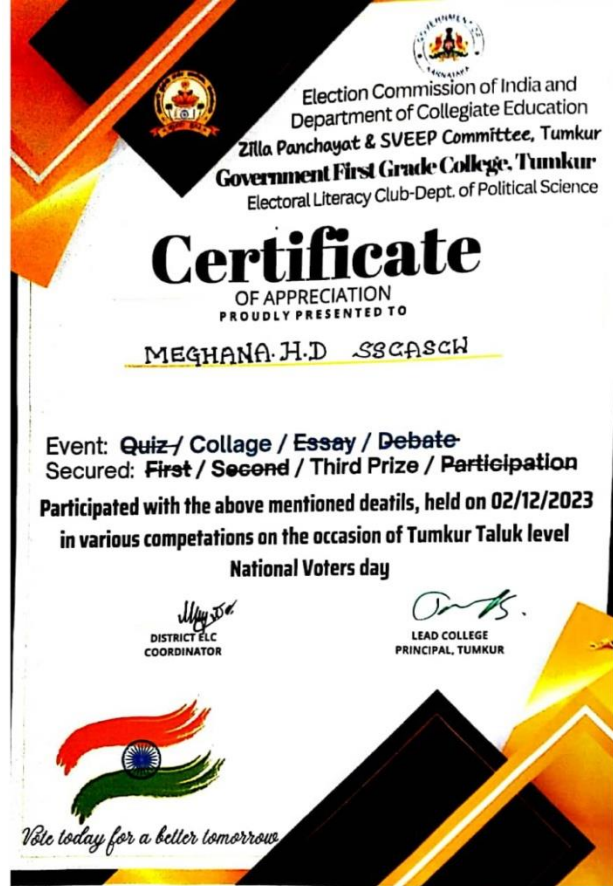 GOVERNMENT OF
KARNATAKA
Election Commission of India and
Department of Collegiate Education
Zilla Panchayat & SVEEP Committee, Tumkur
Government First Grade College, Tumkur
Electoral Literacy Club-Dept. of Political Science
Certificate
OF APPRECIATION
PROUDLY PRESENTED TO
MEGHANA.H.D SSCASCW
Event: Quiz / Collage / Essay / Debate
Secured: First / Second / Third Prize / Participation
Participated with the above mentioned deatils, held on 02/12/2023
in various competations on the occasion of Tumkur Taluk level
National Voters day
DISTRICT ELC
COORDINATOR
LEAD COLLEGE
PRINCIPAL, TUMKUR
Vote today for a better tomorrow